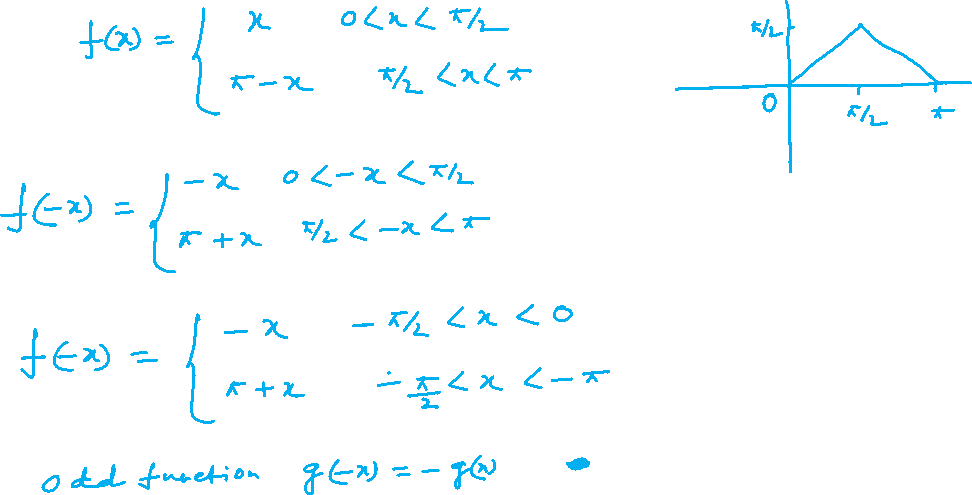 f(x) = { x 0<x<π/2
π-x π/2<x<π
π/2
0 π/2 π
f(-x) = { -x 0<-x<π/2
π+x π/2<-x<π
f(-x) = { -x -π/2<x<0
π+x -π/2<x<-π
odd function g(-x)=-g(x)